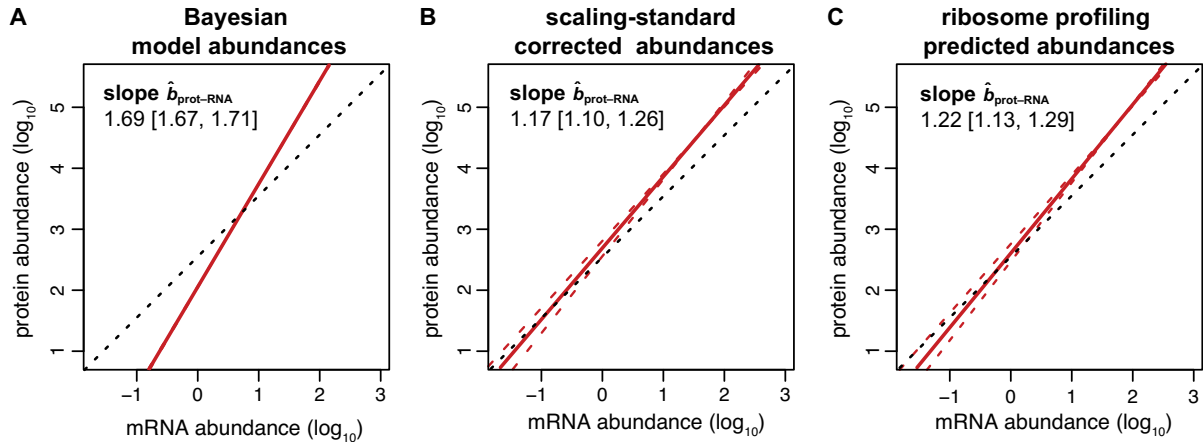 A
Bayesian
model abundances
slope b̂prot–RNA
1.69 [1.67, 1.71]
protein abundance (log10)
5
4
3
2
1
−1
0
1
2
3
mRNA abundance (log10)
B
scaling-standard
corrected abundances
slope b̂prot–RNA
1.17 [1.10, 1.26]
protein abundance (log10)
5
4
3
2
1
−1
0
1
2
3
mRNA abundance (log10)
C
ribosome profiling
predicted abundances
slope b̂prot–RNA
1.22 [1.13, 1.29]
protein abundance (log10)
5
4
3
2
1
−1
0
1
2
3
mRNA abundance (log10)